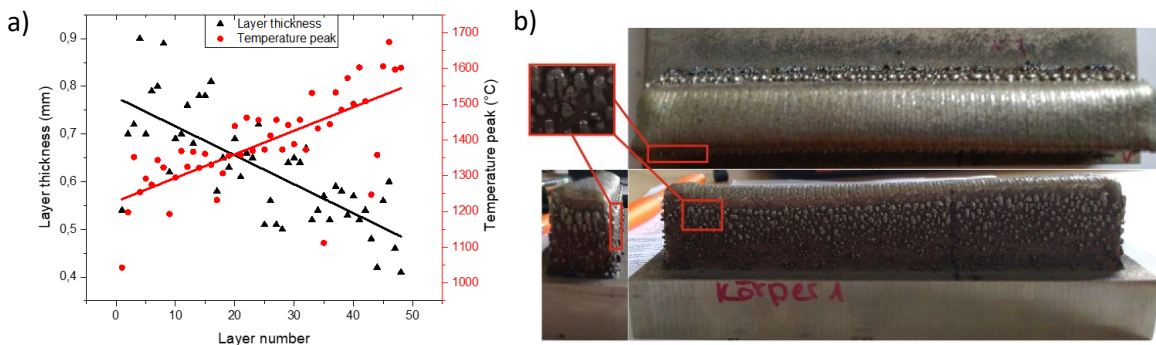 a)
Layer thickness
Temperature peak
0,9
0,8
0,7
0,6
0,5
0,4
Layer thickness (mm)
0
10
20
30
40
50
Layer number
1700
1600
1500
1400
1300
1200
1100
1000
Temperature peak (°C)
b)
Körper 1